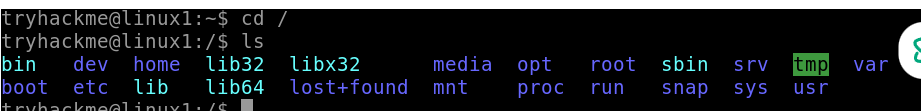 tryhackme@linux1:~$ cd /
tryhackme@linux1:/$ ls
bin dev home lib32 libx32 media opt root sbin srv tmp var
boot etc lib lib64 lost+found mnt proc run snap sys usr
tryhackme@linux1:/$